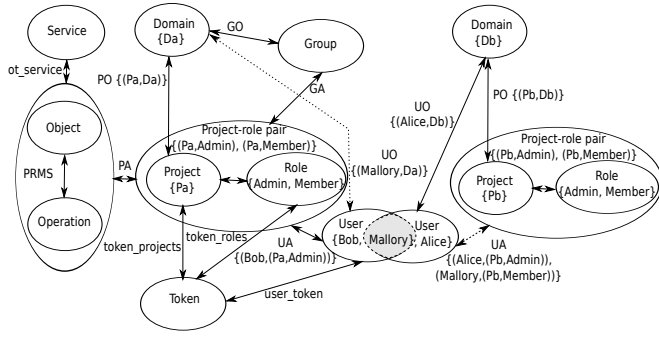 Service
Domain
{Da}
GO
Group
Domain
{Db}
ot_service
PO {(Pa,Da)}
GA
PO {(Pb,Db)}
UO
{(Alice,Db)}
Object
PRMS
Operation
PA
Project-role pair
{(Pa,Admin), (Pa,Member)}
Project
{Pa}
Role
{Admin, Member}
UO
{(Mallory,Da)}
Project-role pair
{(Pb,Admin), (Pb,Member)}
Project
{Pb}
Role
{Admin, Member}
token_projects
token_roles
UA
{(Bob,(Pa,Admin))}
User
{Bob, Mallory}
User
Alice}
UA
{(Alice,(Pb,Admin)),
(Mallory,(Pb,Member))}
Token
user_token